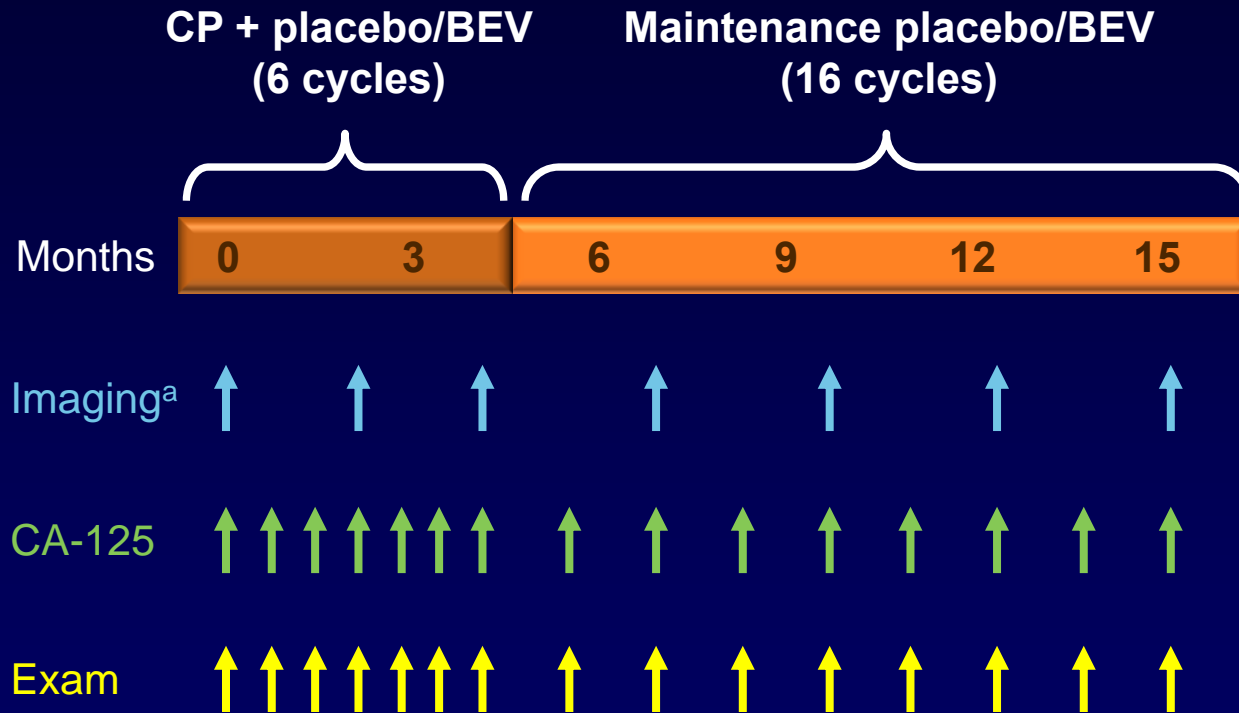 CP + placebo/BEV
(6 cycles)
Maintenance placebo/BEV
(16 cycles)
Months 0 3 6 9 12 15
Imagingᵃ
CA-125
Exam